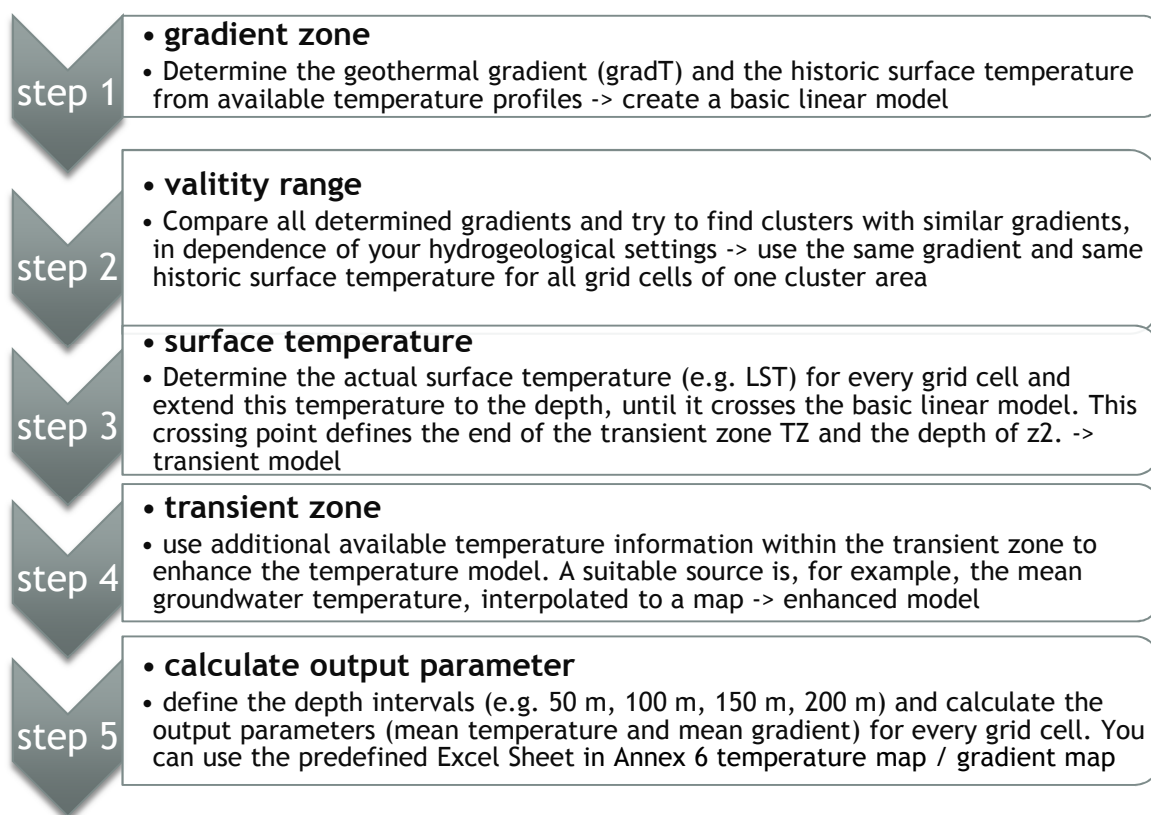 step 1
• gradient zone
• Determine the geothermal gradient (gradT) and the historic surface temperature
from available temperature profiles -> create a basic linear model
step 2
• valitity range
• Compare all determined gradients and try to find clusters with similar gradients,
in dependence of your hydrogeological settings -> use the same gradient and same
historic surface temperature for all grid cells of one cluster area
step 3
• surface temperature
• Determine the actual surface temperature (e.g. LST) for every grid cell and
extend this temperature to the depth, until it crosses the basic linear model. This
crossing point defines the end of the transient zone TZ and the depth of z2. ->
transient model
step 4
• transient zone
• use additional available temperature information within the transient zone to
enhance the temperature model. A suitable source is, for example, the mean
groundwater temperature, interpolated to a map -> enhanced model
step 5
• calculate output parameter
• define the depth intervals (e.g. 50 m, 100 m, 150 m, 200 m) and calculate the
output parameters (mean temperature and mean gradient) for every grid cell. You
can use the predefined Excel Sheet in Annex 6 temperature map / gradient map